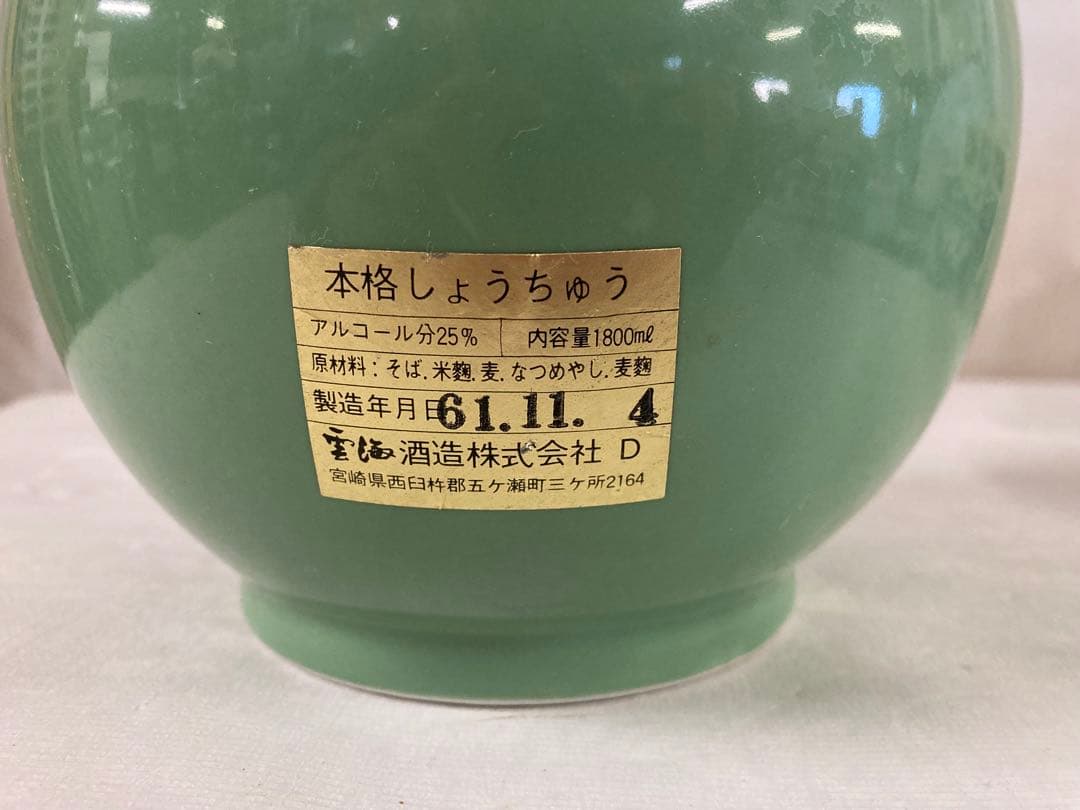 本格しょうちゅう
アルコール分25% 内容量1800mℓ
原材料:そば.米麴.麦.なつめやし.麦麴
製造年月日61.11. 4
雲海酒造株式会社 D
宮崎県西臼杵郡五ケ瀬町三ケ所2164